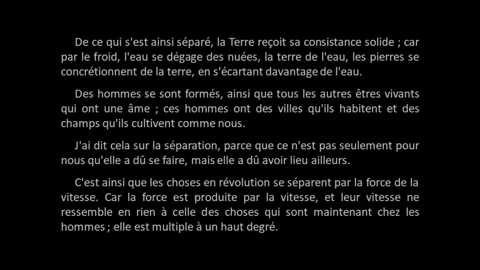 De ce qui s'est ainsi séparé, la Terre reçoit sa consistance solide ; car
par le froid, l'eau se dégage des nuées, la terre de l'eau, les pierres se
concrétionnent de la terre, en s'écartant davantage de l'eau.
Des hommes se sont formés, ainsi que tous les autres êtres vivants
qui ont une âme ; ces hommes ont des villes qu'ils habitent et des
champs qu'ils cultivent comme nous.
J'ai dit cela sur la séparation, parce que ce n'est pas seulement pour
nous qu'elle a dû se faire, mais elle a dû avoir lieu ailleurs.
C'est ainsi que les choses en révolution se séparent par la force de la
vitesse. Car la force est produite par la vitesse, et leur vitesse ne
ressemble en rien à celle des choses qui sont maintenant chez les
hommes ; elle est multiple à un haut degré.